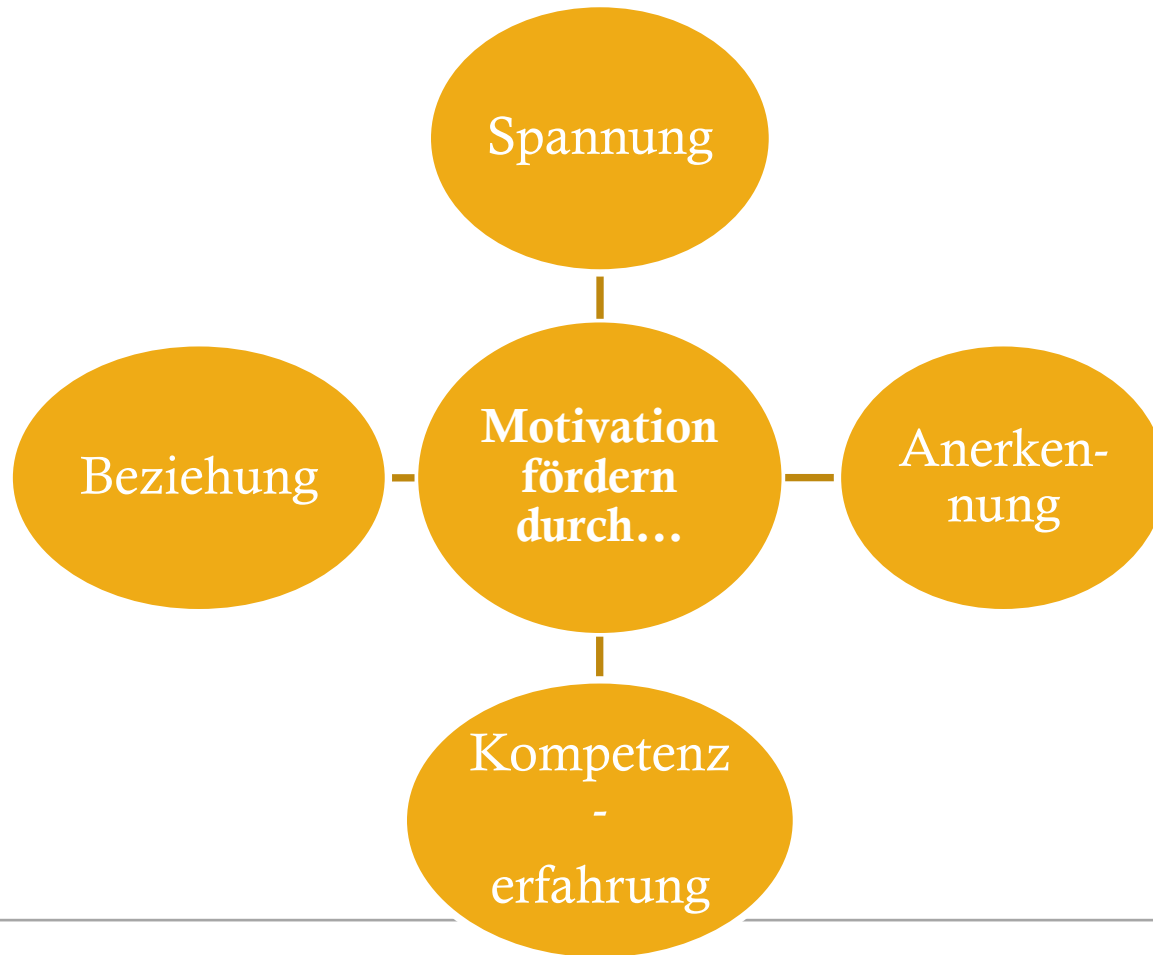 Spannung
Beziehung
Motivation
fördern
durch…
Anerken-
nung
Kompetenz
-
erfahrung